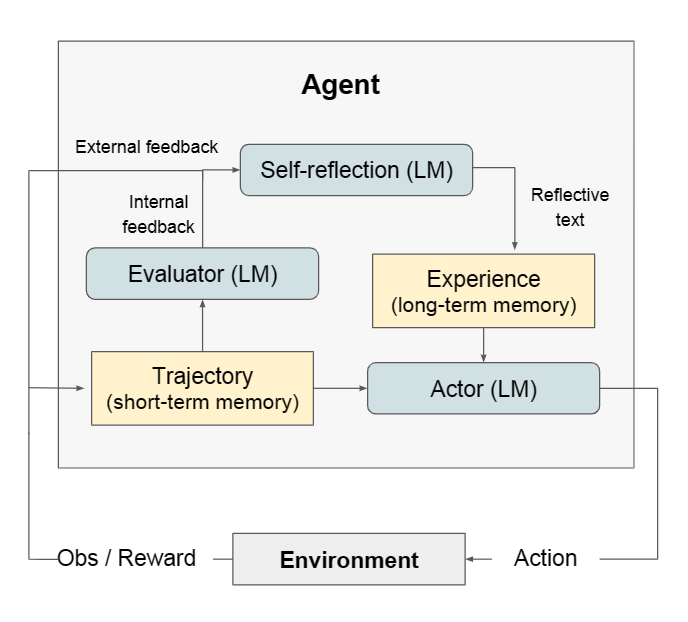 Agent
External feedback
Self-reflection (LM)
Internal
feedback
Reflective
text
Evaluator (LM)
Experience
(long-term memory)
Trajectory
(short-term memory)
Actor (LM)
Obs / Reward
Environment
Action